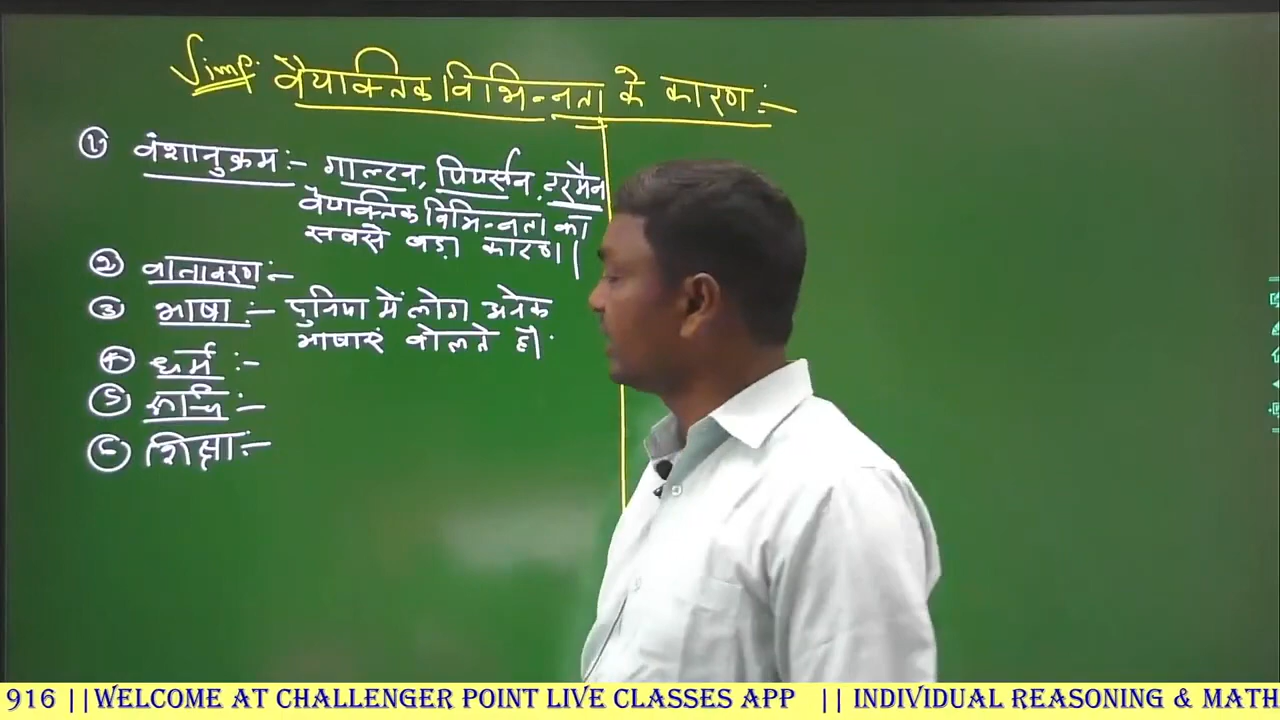 √imp. वैयाक्तिक विभिन्नता के कारण :-
① वंशानुक्रम :- गाल्टन, पियर्सन, टरमैन
वैयक्तिक विभिन्नता का
सबसे बड़ा कारण।
② वातावरण :-
③ भाषा :- दुनिया में लोग अनेक
भाषाएं बोलते है।
④ धर्म :-
⑤ रूचि :-
⑥ शिक्षा :-
916 ||WELCOME AT CHALLENGER POINT LIVE CLASSES APP || INDIVIDUAL REASONING & MATH